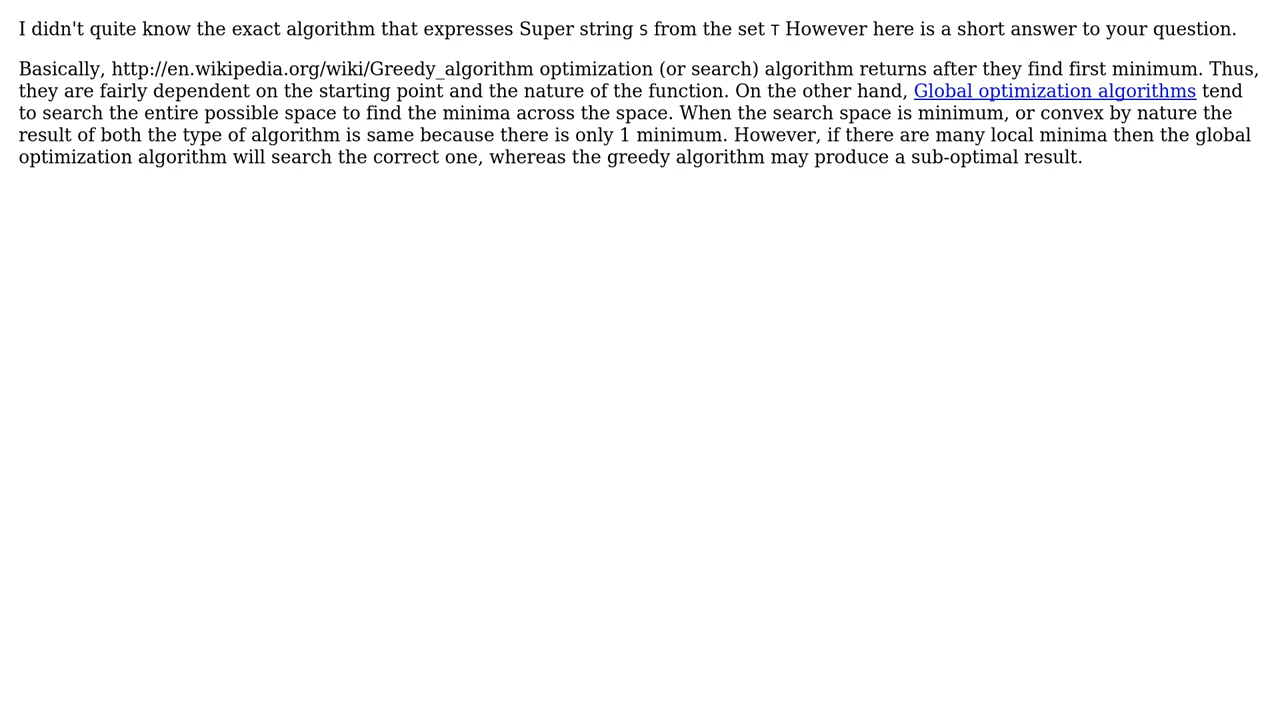 I didn't quite know the exact algorithm that expresses Super string S from the set T However here is a short answer to your question.
Basically, http://en.wikipedia.org/wiki/Greedy_algorithm optimization (or search) algorithm returns after they find first minimum. Thus,
they are fairly dependent on the starting point and the nature of the function. On the other hand, Global optimization algorithms tend
to search the entire possible space to find the minima across the space. When the search space is minimum, or convex by nature the
result of both the type of algorithm is same because there is only 1 minimum. However, if there are many local minima then the global
optimization algorithm will search the correct one, whereas the greedy algorithm may produce a sub-optimal result.